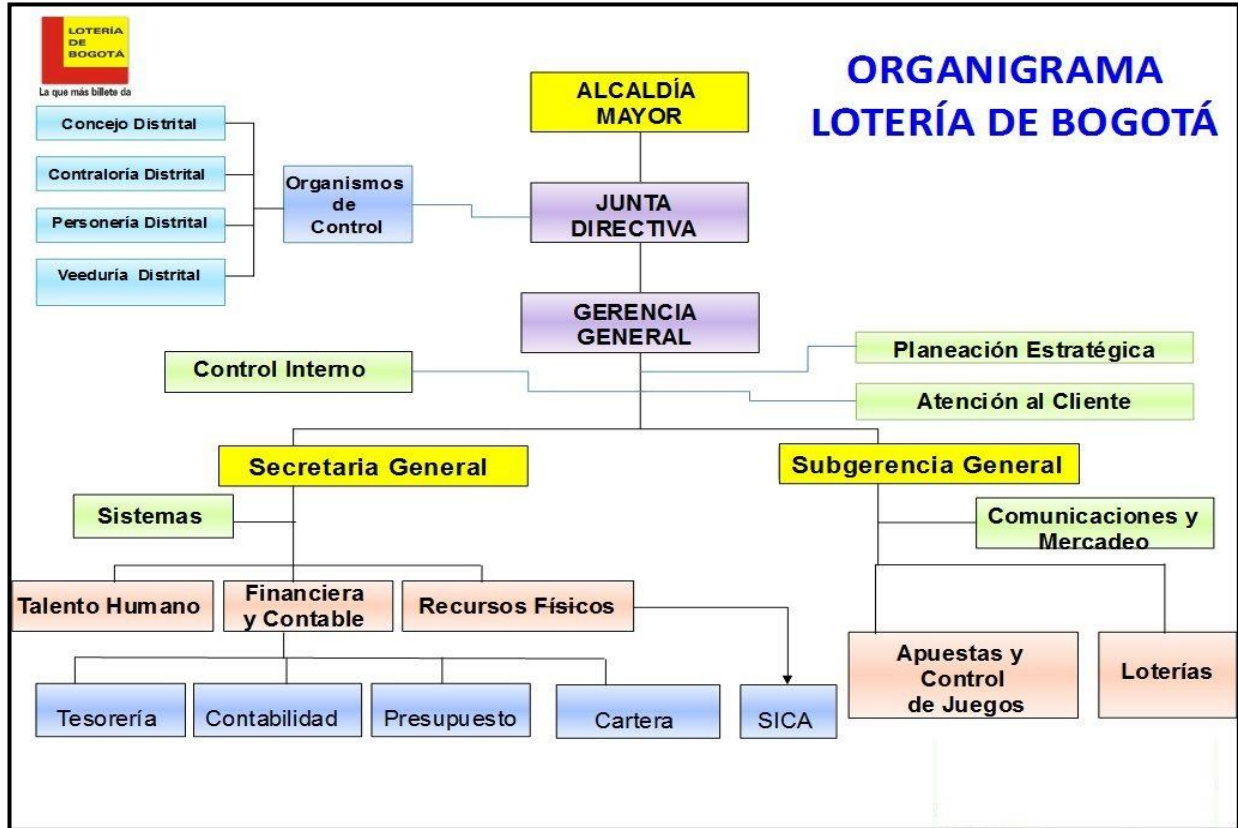 LOTERÍA
DE
BOGOTÁ
La que más billete da
ORGANIGRAMA
LOTERÍA DE BOGOTÁ
ALCALDÍA
MAYOR
Concejo Distrital
Contraloría Distrital
Personería Distrital
Veeduría Distrital
Organismos
de
Control
JUNTA
DIRECTIVA
GERENCIA
GENERAL
Control Interno
Planeación Estratégica
Atención al Cliente
Secretaria General
Subgerencia General
Sistemas
Comunicaciones y
Mercadeo
Talento Humano
Financiera
y Contable
Recursos Físicos
Apuestas y
Control
de Juegos
Loterías
Tesorería
Contabilidad
Presupuesto
Cartera
SICA